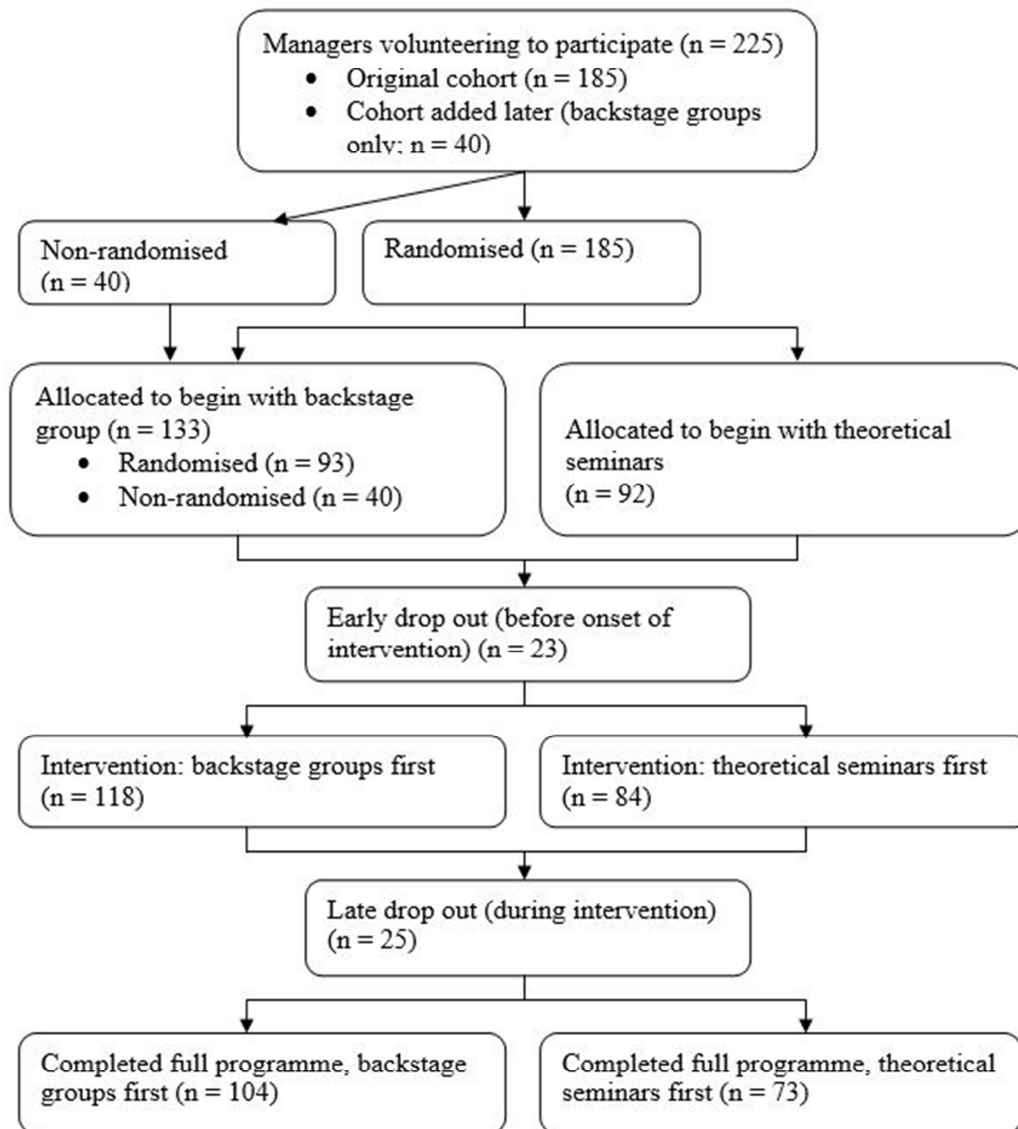 Managers volunteering to participate (n = 225)
• Original cohort (n = 185)
• Cohort added later (backstage
groups only; n = 40)
Non-randomised
(n = 40)
Randomised (n = 185)
Allocated to begin with backstage
group (n = 133)
• Randomised (n = 93)
• Non-randomised (n = 40)
Allocated to begin with theoretical
seminars
(n = 92)
Early drop out (before onset of
intervention) (n = 23)
Intervention: backstage groups first
(n = 118)
Intervention: theoretical seminars first
(n = 84)
Late drop out (during intervention)
(n = 25)
Completed full programme, backstage
groups first (n = 104)
Completed full programme, theoretical
seminars first (n = 73)